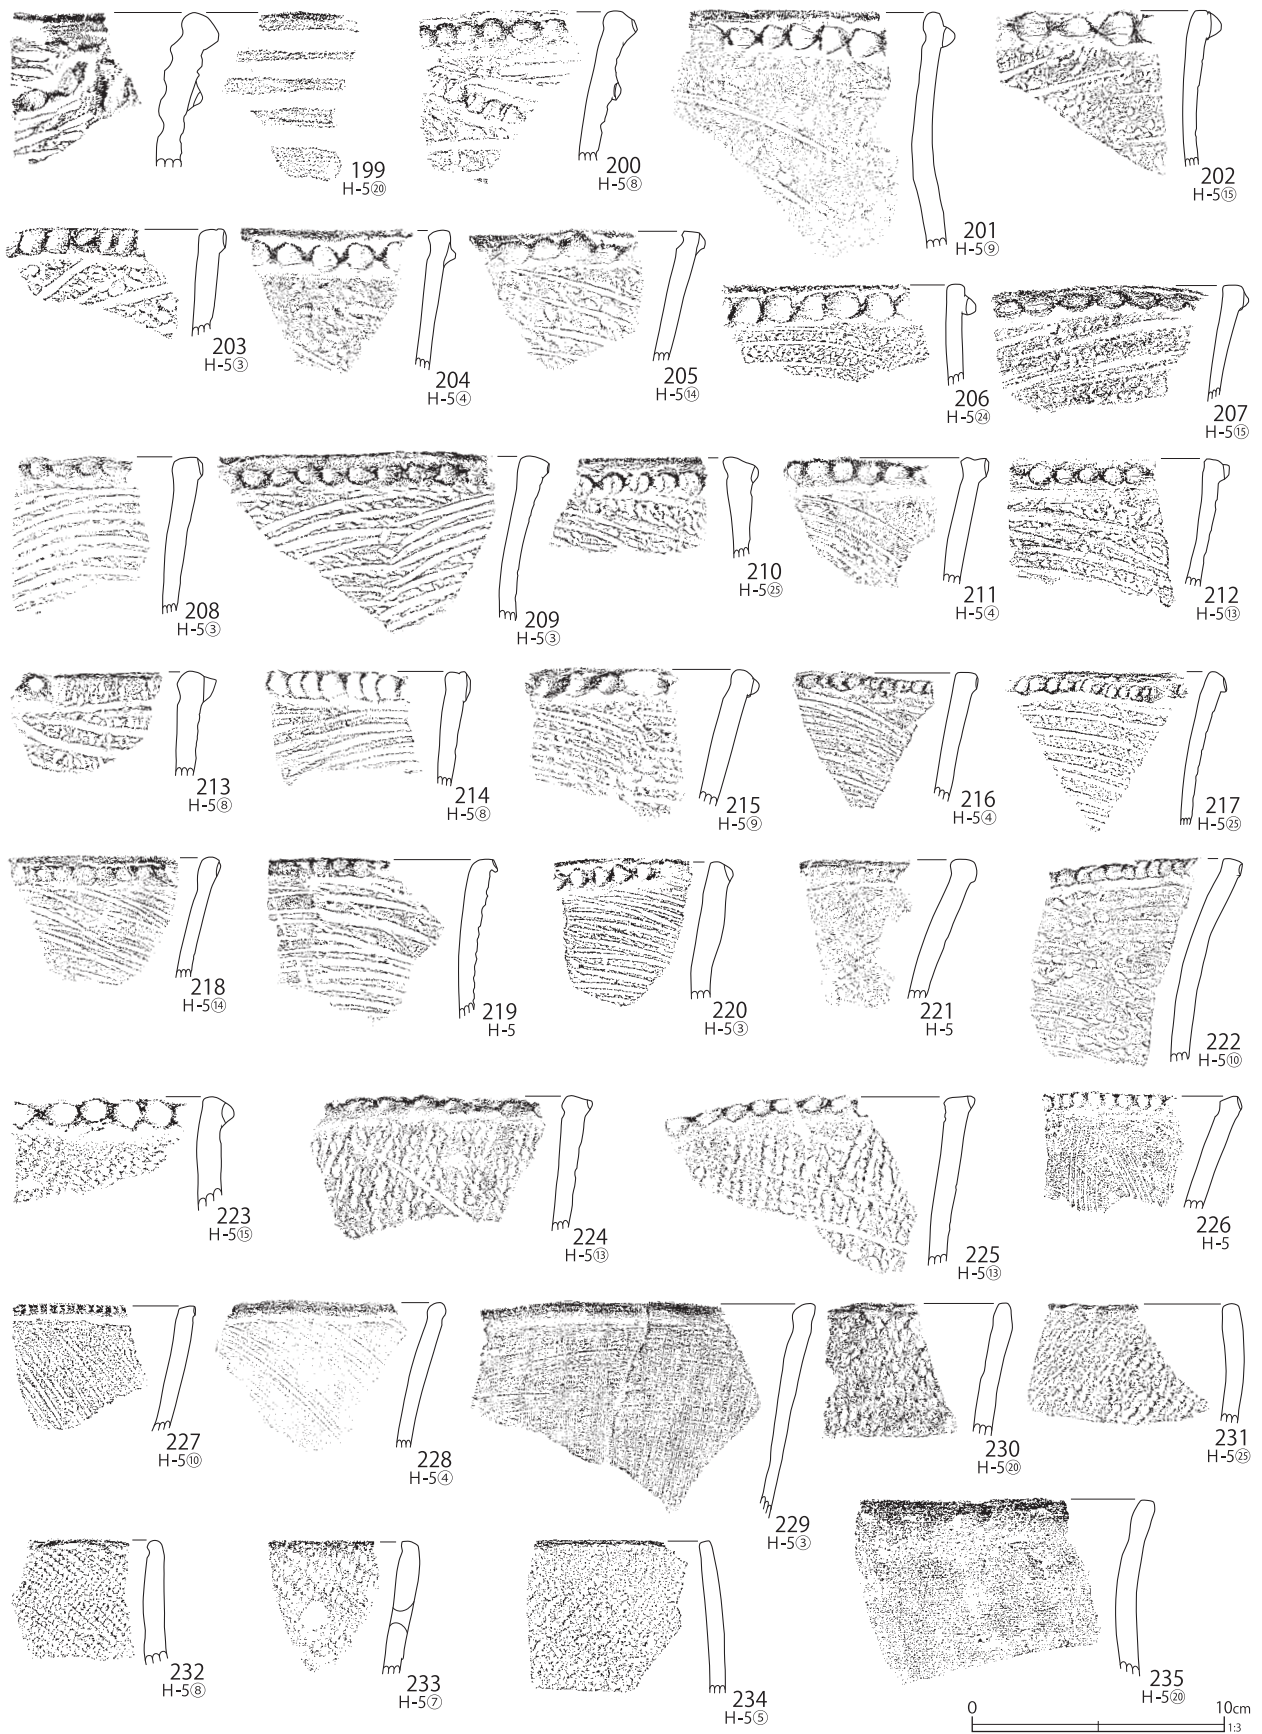 199
H-5⑳
200
H-5⑧
201
H-5⑨
202
H-5⑮
203
H-5③
204
H-5④
205
H-5⑭
206
H-5㉔
207
H-5⑮
208
H-5③
209
H-5③
210
H-5㉕
211
H-5④
212
H-5⑬
213
H-5⑧
214
H-5⑧
215
H-5⑨
216
H-5④
217
H-5㉕
218
H-5⑭
219
H-5
220
H-5③
221
H-5
222
H-5⑩
223
H-5⑮
224
H-5⑬
225
H-5⑬
226
H-5
227
H-5⑩
228
H-5④
229
H-5③
230
H-5⑳
231
H-5㉕
232
H-5⑧
233
H-5⑦
234
H-5⑤
235
H-5⑳
0 10cm
1:3